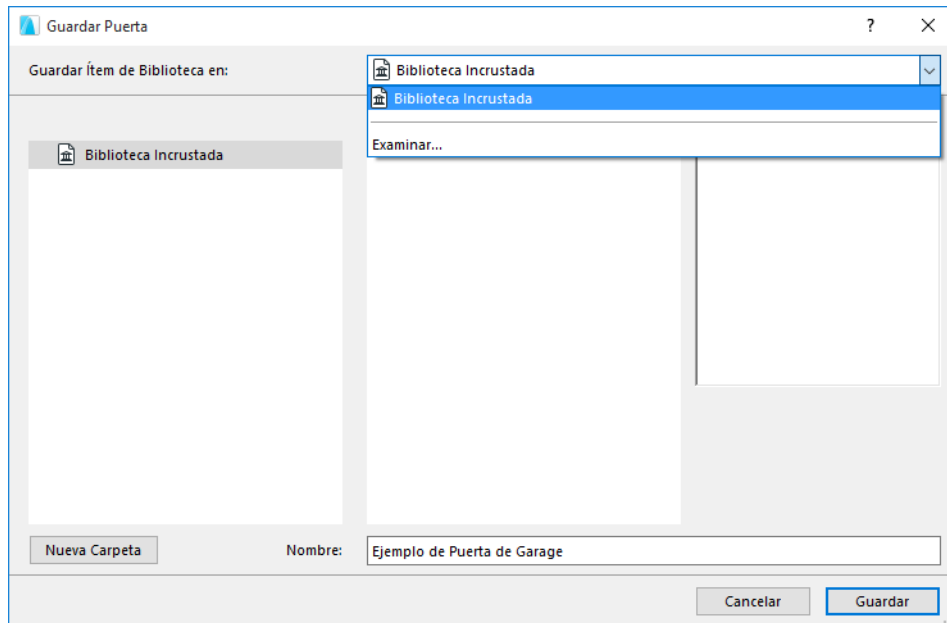 Guardar Puerta
Guardar Ítem de Biblioteca en:
Biblioteca Incrustada
Biblioteca Incrustada
Examinar...
Biblioteca Incrustada
Nueva Carpeta
Nombre:
Ejemplo de Puerta de Garage
Cancelar
Guardar